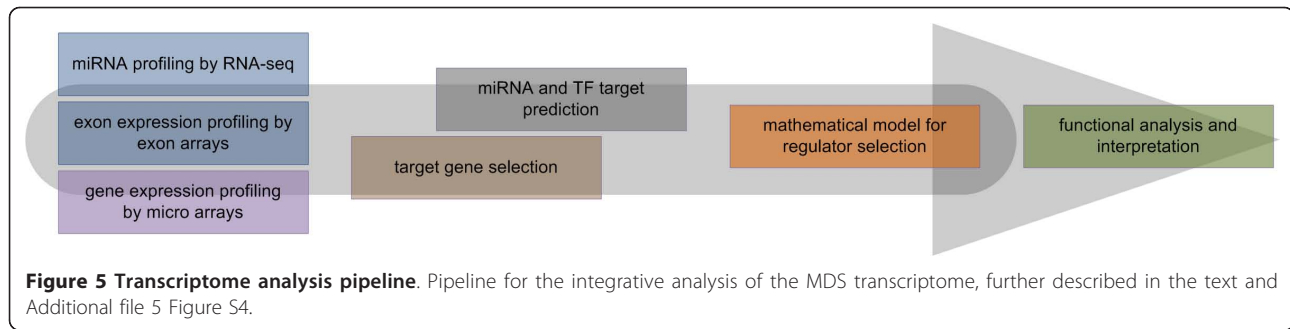 miRNA profiling by RNA-seq
exon expression profiling by
exon arrays
gene expression profiling
by micro arrays
miRNA and TF target
prediction
target gene selection
mathematical model for
regulator selection
functional analysis and
interpretation
Figure 5 Transcriptome analysis pipeline. Pipeline for the integrative analysis of the MDS transcriptome, further described in the text and
Additional file 5 Figure S4.